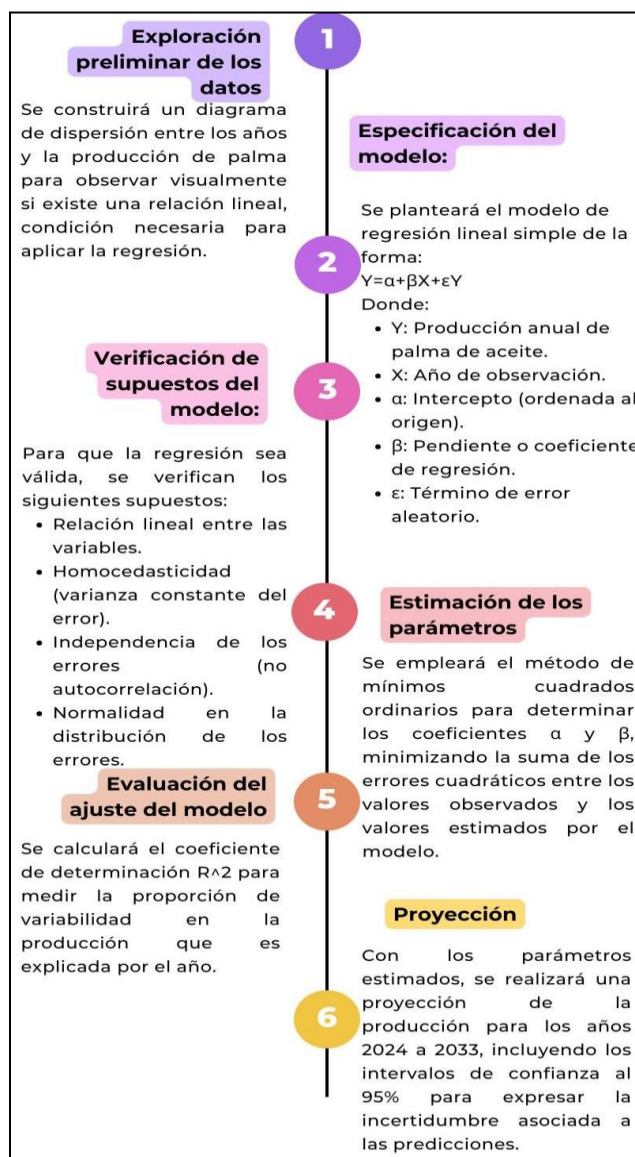 1
Exploración
preliminar de los
datos
Se construirá un diagrama
de dispersión entre los años
y la producción de palma
para observar visualmente
si existe una relación lineal,
condición necesaria para
aplicar la regresión.
2
Especificación del
modelo:
Se planteará el modelo de
regresión lineal simple de la
forma:
Y=α+βX+εY
Donde:
• Y: Producción anual de
palma de aceite.
• X: Año de observación.
• α: Intercepto (ordenada al
origen).
• β: Pendiente o coeficiente
de regresión.
• ε: Término de error
aleatorio.
3
Verificación de
supuestos del
modelo:
Para que la regresión sea
válida, se verifican los
siguientes supuestos:
• Relación lineal entre las
variables.
• Homocedasticidad
(varianza constante del
error).
• Independencia de los
errores (no
autocorrelación).
• Normalidad en la
distribución de los
errores.
4
Estimación de los
parámetros
Se empleará el método de
mínimos cuadrados
ordinarios para determinar
los coeficientes α y β,
minimizando la suma de los
errores cuadráticos entre los
valores observados y los
valores estimados por el
modelo.
5
Evaluación del
ajuste del modelo
Se calculará el coeficiente
de determinación R^2 para
medir la proporción de
variabilidad en la
producción que es
explicada por el año.
6
Proyección
Con los parámetros
estimados, se realizará una
proyección de la
producción para los años
2024 a 2033, incluyendo los
intervalos de confianza al
95% para expresar la
incertidumbre asociada a
las predicciones.